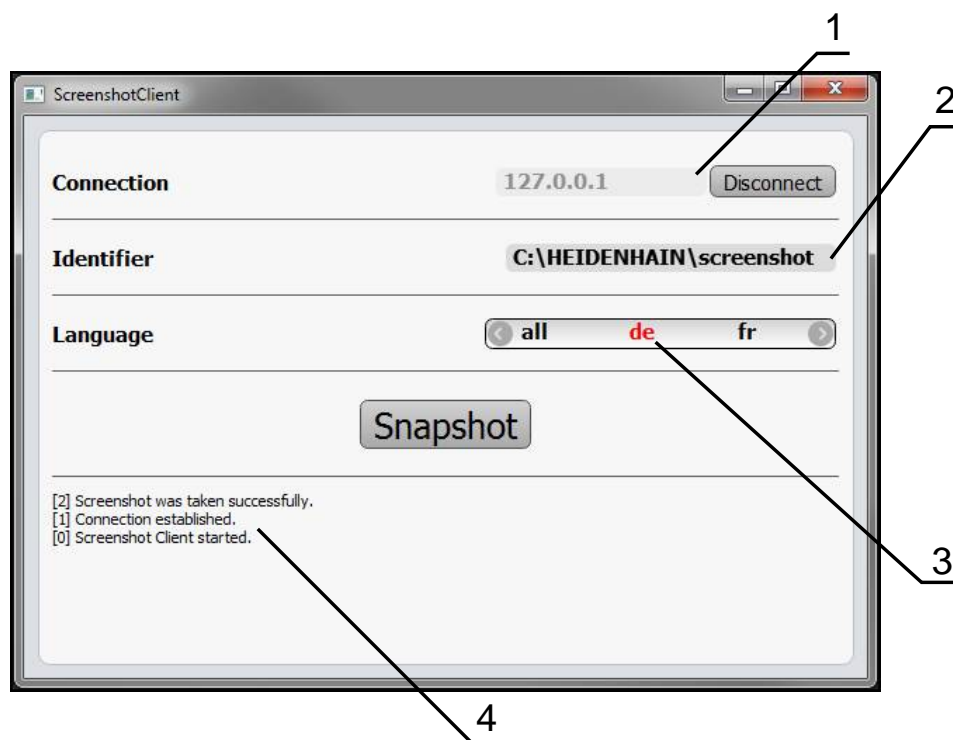 1
ScreenshotClient
2
Connection 127.0.0.1 Disconnect
Identifier C:\HEIDENHAIN\screenshot
Language all de fr
Snapshot
[2] Screenshot was taken successfully.
[1] Connection established.
[0] Screenshot Client started.
3
4